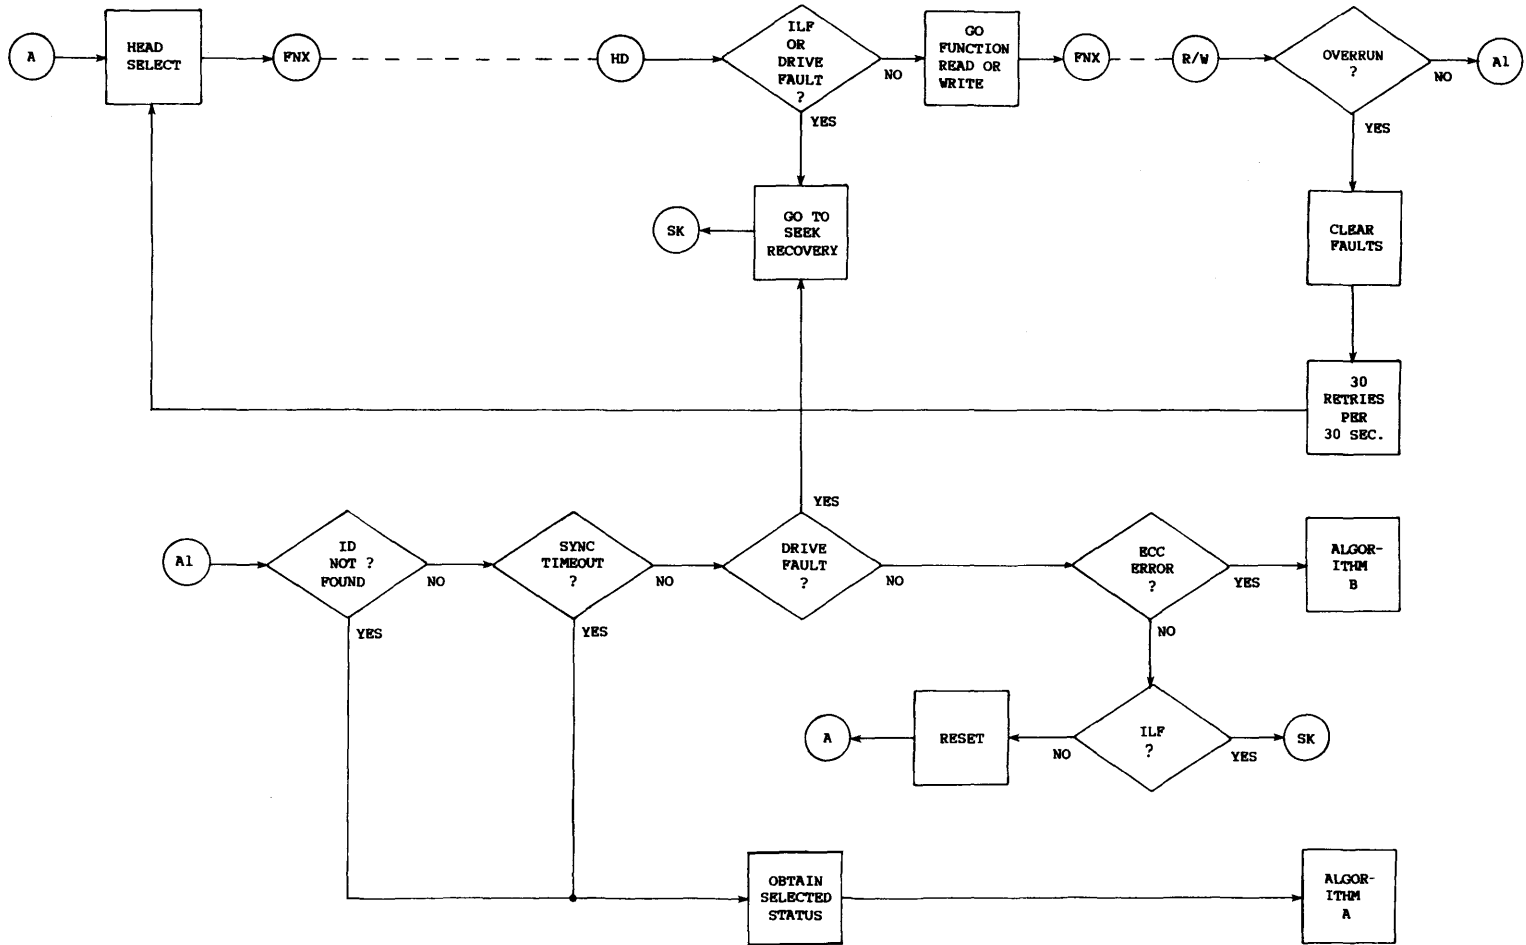 A
HEAD
SELECT
FNX
HD
ILF
OR
DRIVE
FAULT
?
NO
YES
GO
FUNCTION
READ OR
WRITE
FNX
R/W
OVERRUN
?
NO
YES
A1
SK
GO TO
SEEK
RECOVERY
CLEAR
FAULTS
30
RETRIES
PER
30 SEC.
A1
ID
NOT ?
FOUND
NO
YES
SYNC
TIMEOUT
?
NO
YES
DRIVE
FAULT
?
YES
NO
ECC
ERROR
?
YES
NO
ALGOR-
ITHM
B
A
RESET
NO
ILF
?
YES
SK
OBTAIN
SELECTED
STATUS
ALGOR-
ITHM
A